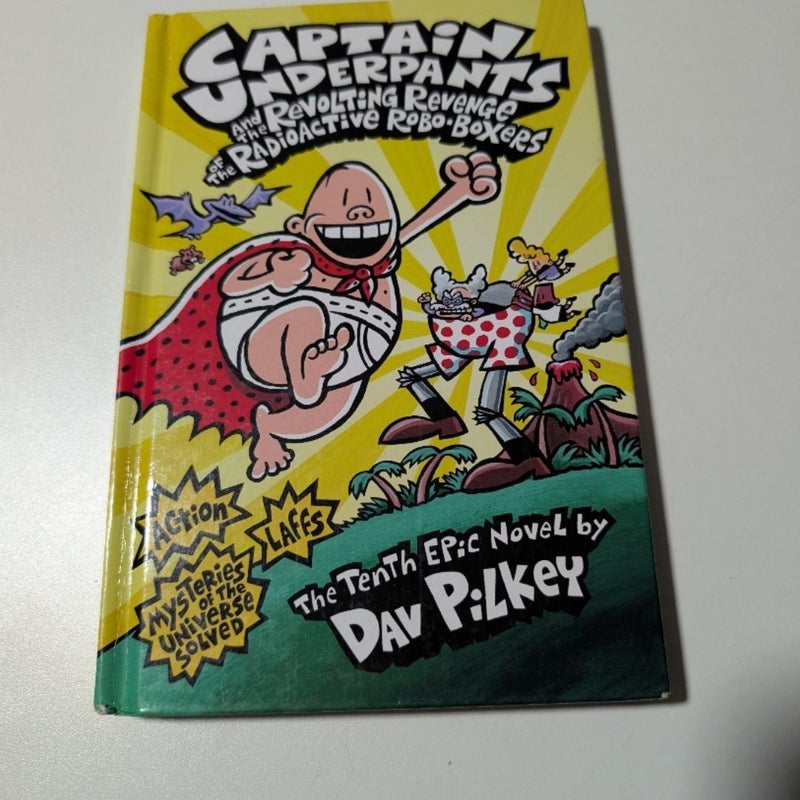 CAPTAIN
UNDERPANTS
AND The REVOLTING REVENGE
OF The RADIOACTIVE ROBO-BOXERS
ACTION
LAFFS
MYSTERIES
OF THE
UNIVERSE
SOLVED
The Tenth EPIC NOVEL by
DAV PILKEY